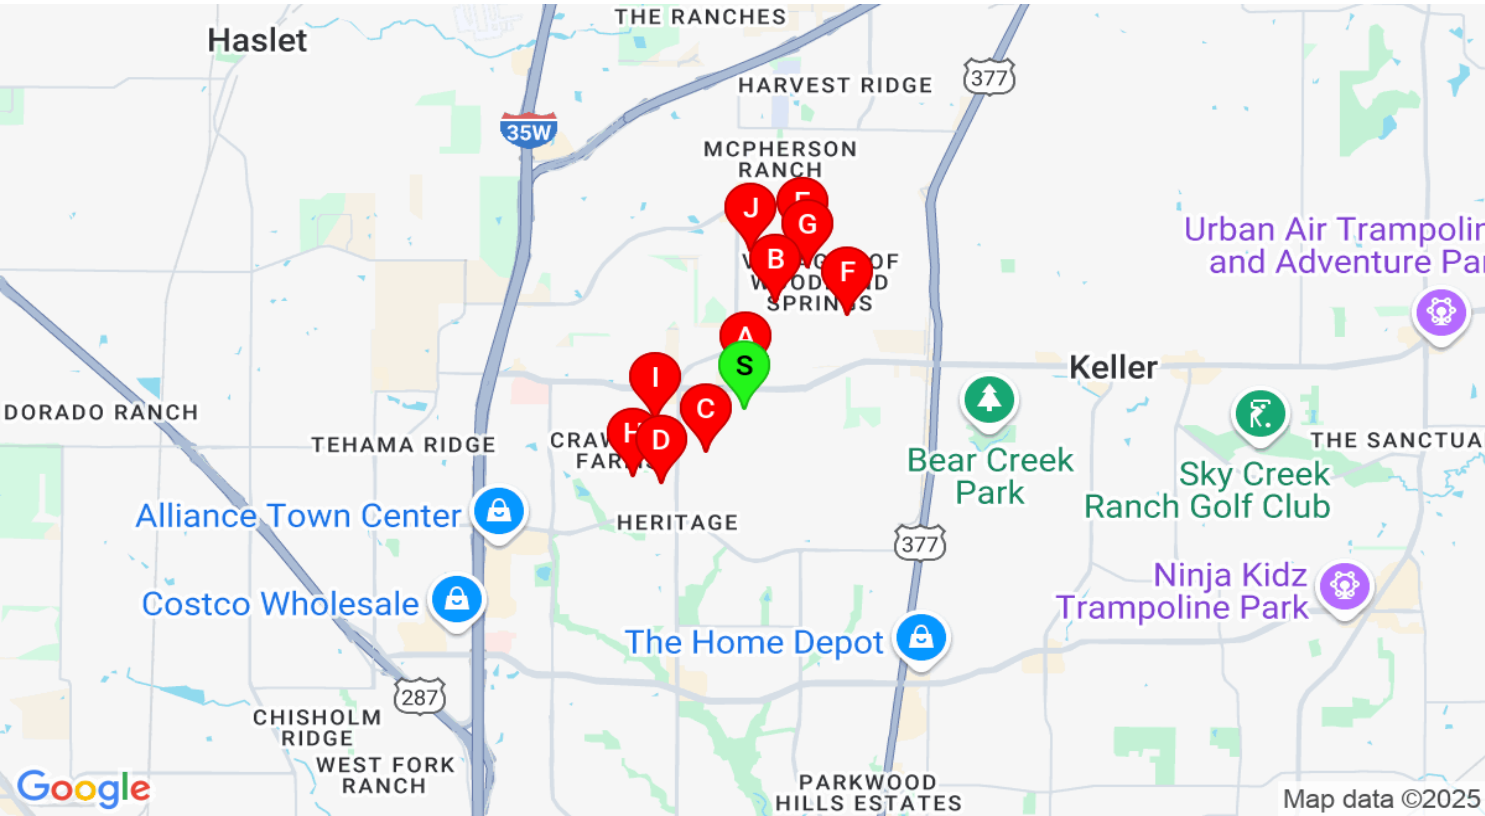 THE RANCHES
Haslet
377
HARVEST RIDGE
35W
MCPHERSON
RANCH
J
E
G
B
F
SPRINGS
Urban Air Trampolin
and Adventure Par
A
S
I
C
H
D
Keller
DORADO RANCH
TEHAMA RIDGE
CRAW
FARMS
Bear Creek
Park
Sky Creek
Ranch Golf Club
THE SANCTUA
Alliance Town Center
HERITAGE
377
Costco Wholesale
Ninja Kidz
Trampoline Park
The Home Depot
287
CHISHOLM
RIDGE
WEST FORK
RANCH
PARKWOOD
HILLS ESTATES
Google
Map data ©2025